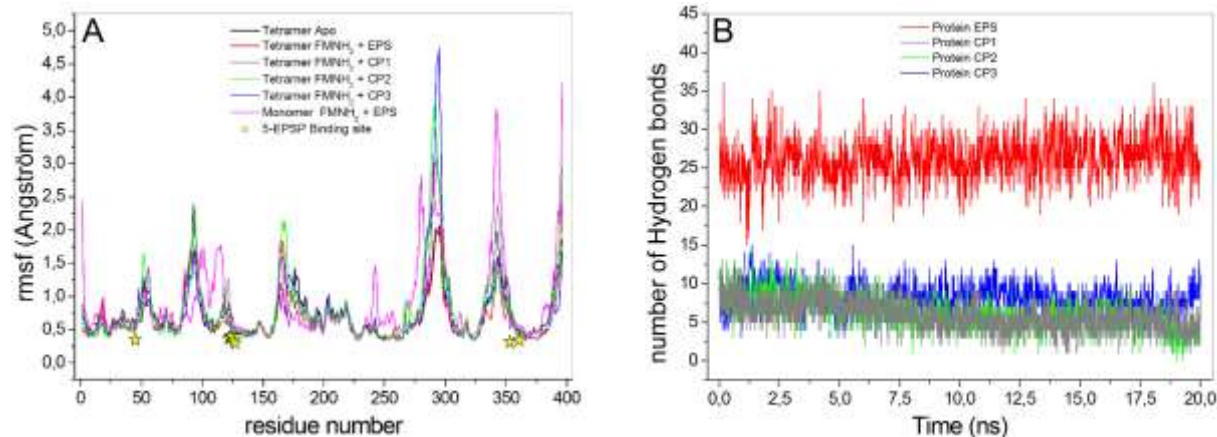 A
Tetramer Apo
Tetramer FMNH2 + EPS
Tetramer FMNH2 + CP1
Tetramer FMNH2 + CP2
Tetramer FMNH2 + CP3
Monomer FMNH2 + EPS
5-EPSP Binding site
rmsf (Angström)
5,0
4,5
4,0
3,5
3,0
2,5
2,0
1,5
1,0
0,5
0,0
0 50 100 150 200 250 300 350 400
residue number
B
Protein EPS
Protein CP1
Protein CP2
Protein CP3
number of Hydrogen bonds
45
40
35
30
25
20
15
10
5
0
0,0 2,5 5,0 7,5 10,0 12,5 15,0 17,5 20,0
Time (ns)